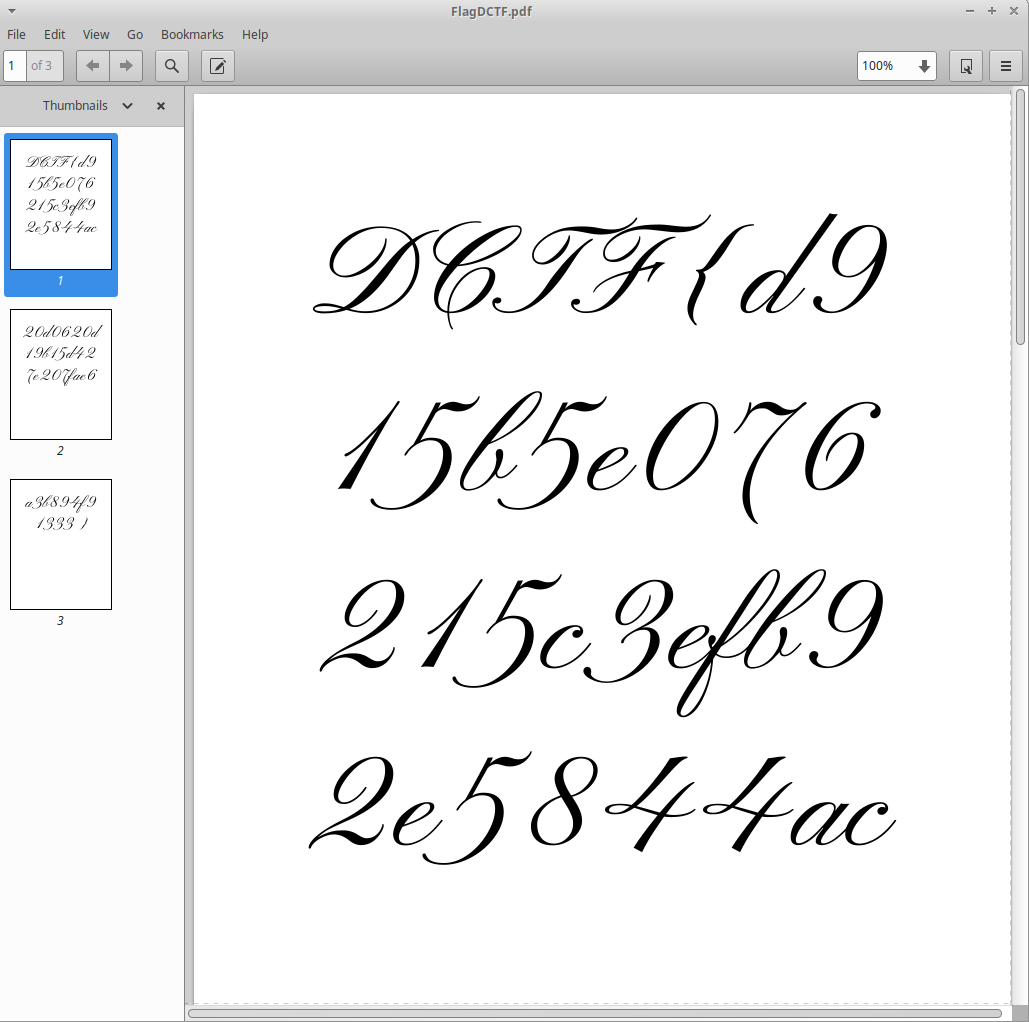 FlagDCTF.pdf
File Edit View Go Bookmarks Help
1 of 3 100%
Thumbnails
DCTF{d9
15b5e076
215c3efb9
2e5844ac
1
20d0620d
19b15d42
7e207fae6
2
a3b894f9
1333 }
3
DCTF{d9
15b5e076
215c3efb9
2e5844ac